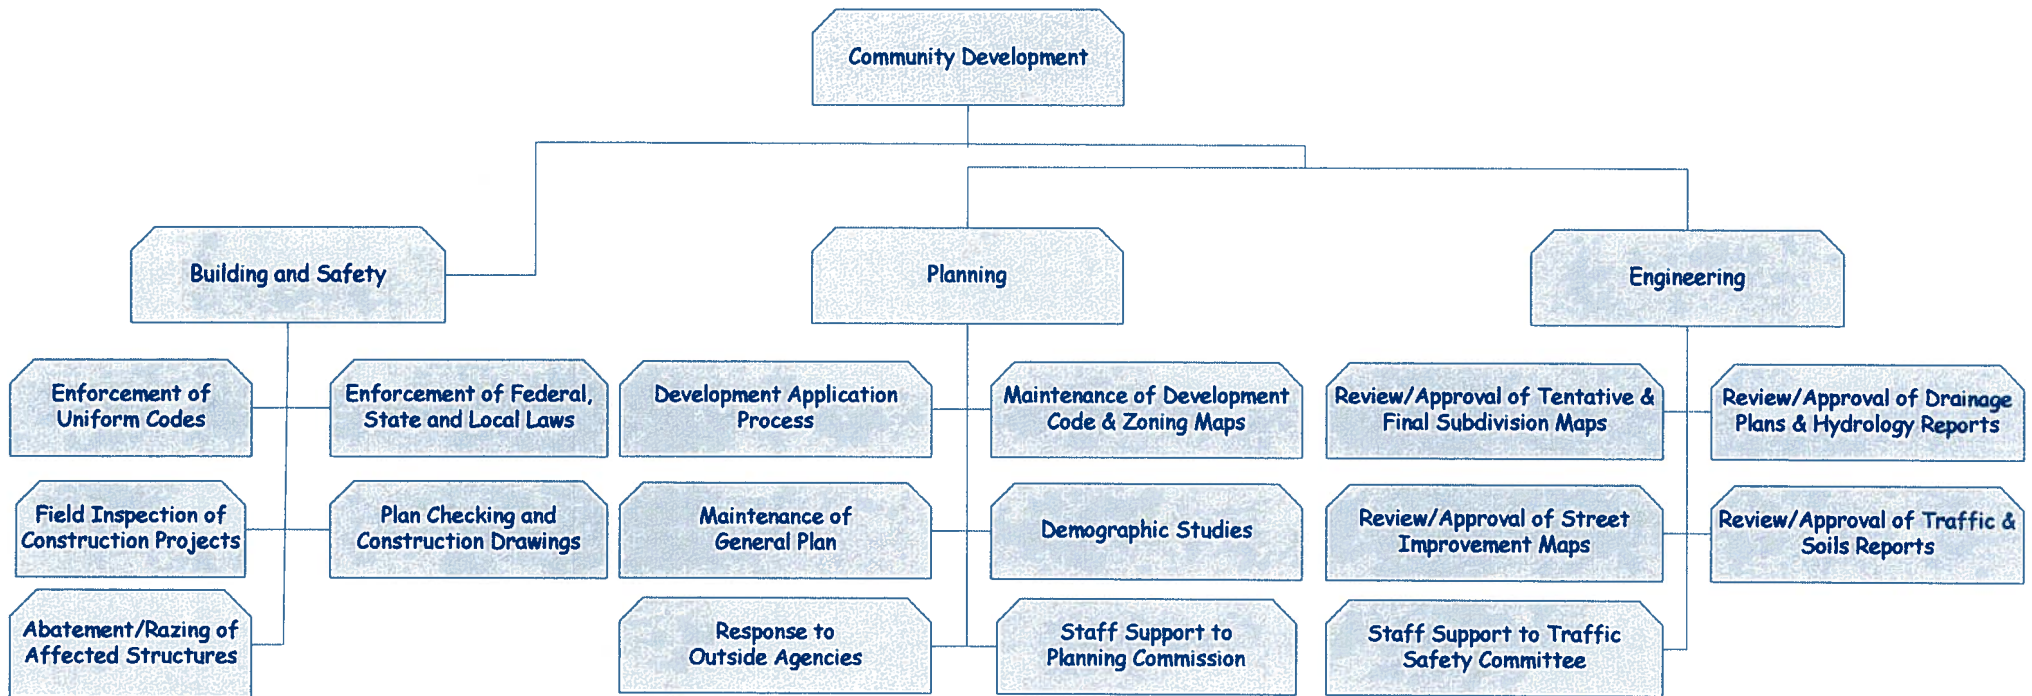 Community Development
Building and Safety
Planning
Engineering
Enforcement of
Uniform Codes
Enforcement of Federal,
State and Local Laws
Development Application
Process
Maintenance of Development
Code & Zoning Maps
Review/Approval of Tentative &
Final Subdivision Maps
Review/Approval of Drainage
Plans & Hydrology Reports
Field Inspection of
Construction Projects
Plan Checking and
Construction Drawings
Maintenance of
General Plan
Demographic Studies
Review/Approval of Street
Improvement Maps
Review/Approval of Traffic &
Soils Reports
Abatement/Razing of
Affected Structures
Response to
Outside Agencies
Staff Support to
Planning Commission
Staff Support to Traffic
Safety Committee